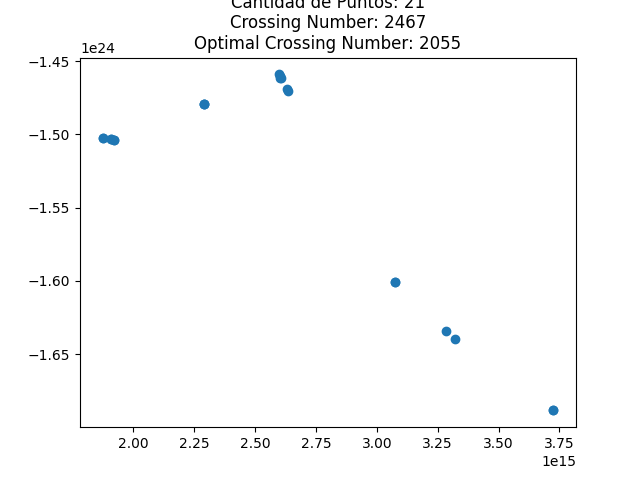 Cantidad de Puntos: 21
Crossing Number: 2467
Optimal Crossing Number: 2055
1e24
−1.45
−1.50
−1.55
−1.60
−1.65
2.00 2.25 2.50 2.75 3.00 3.25 3.50 3.75
1e15